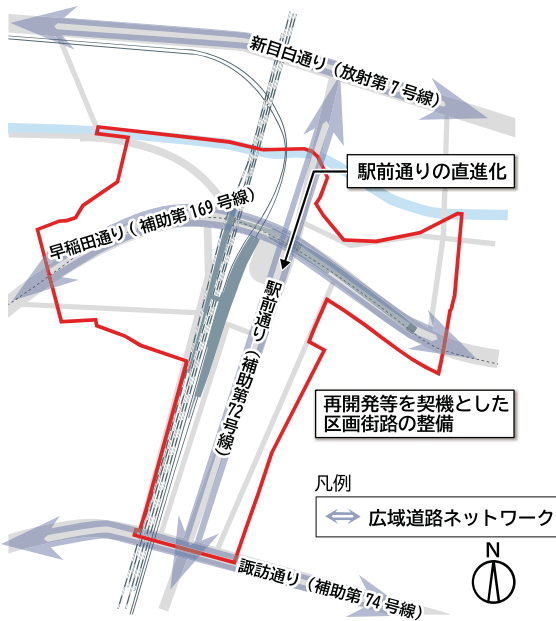 新目白通り(放射第7号線)
駅前通りの直進化
早稲田通り(補助第169号線)
駅前通り(補助第72号線)
再開発等を契機とした
区画街路の整備
凡例
広域道路ネットワーク
N
諏訪通り(補助第74号線)